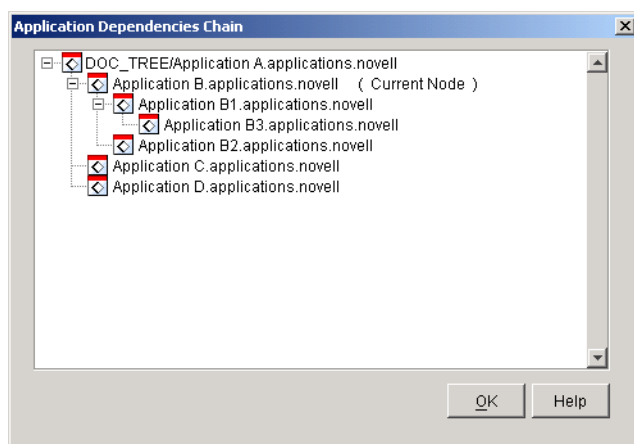 Application Dependencies Chain
DOC_TREE/Application A.applications.novell
Application B.applications.novell ( Current Node )
Application B1.applications.novell
Application B3.applications.novell
Application B2.applications.novell
Application C.applications.novell
Application D.applications.novell
OK Help